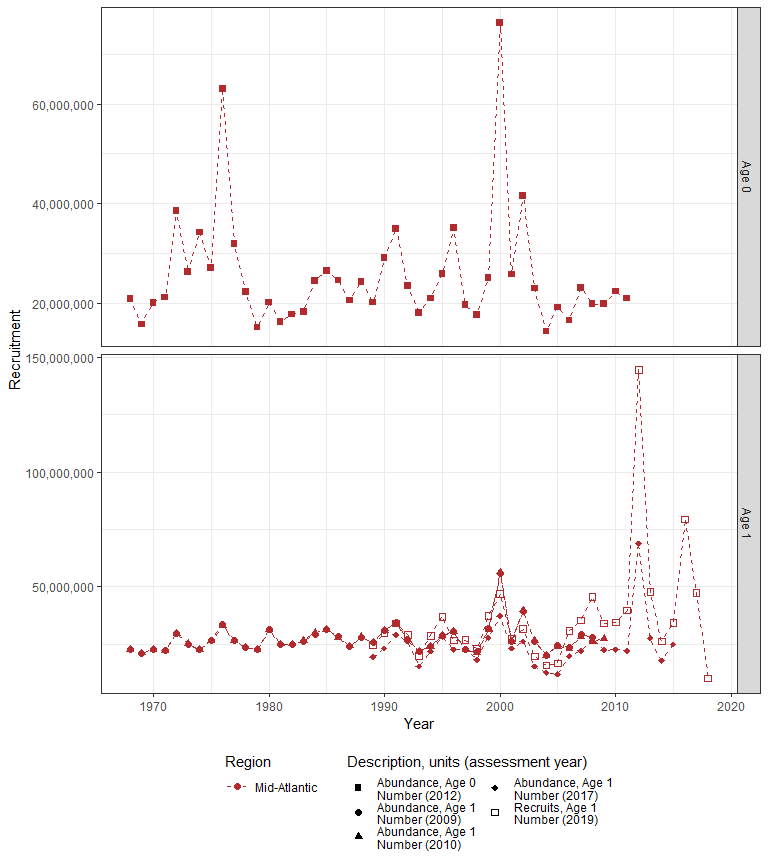 60,000,000
40,000,000
20,000,000
Age 0
Recruitment
150,000,000
100,000,000
50,000,000
Age 1
1970 1980 1990 2000 2010 2020
Year
Region
Mid-Atlantic
Description, units (assessment year)
Abundance, Age 0
Number (2012)
Abundance, Age 1
Number (2009)
Abundance, Age 1
Number (2010)
Abundance, Age 1
Number (2017)
Recruits, Age 1
Number (2019)